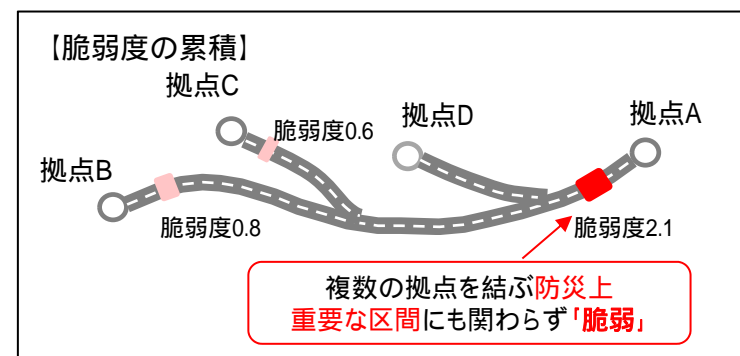 【脆弱度の累積】
拠点C
拠点D
拠点A
脆弱度0.6
拠点B
脆弱度0.8
脆弱度2.1
複数の拠点を結ぶ防災上
重要な区間にも関わらず「脆弱」